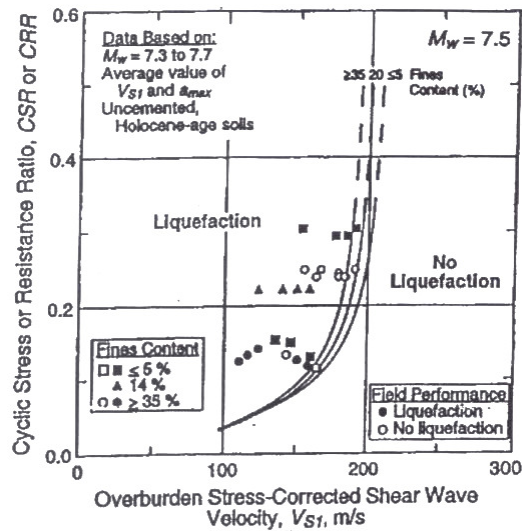 Cyclic Stress or Resistance Ratio, CSR or CRR
0.6
0.4
0.2
0.0
Data Based on:
Mw = 7.3 to 7.7
Average value of
VS1 and amax
Uncemented,
Holocene-age soils
Mw = 7.5
≥35 20 ≤5 Fines
Content (%)
Liquefaction
No
Liquefaction
Fines Content
≤ 5 %
14 %
≥ 35 %
Field Performance
Liquefaction
No liquefaction
0
100
200
300
Overburden Stress-Corrected Shear Wave
Velocity, VS1, m/s